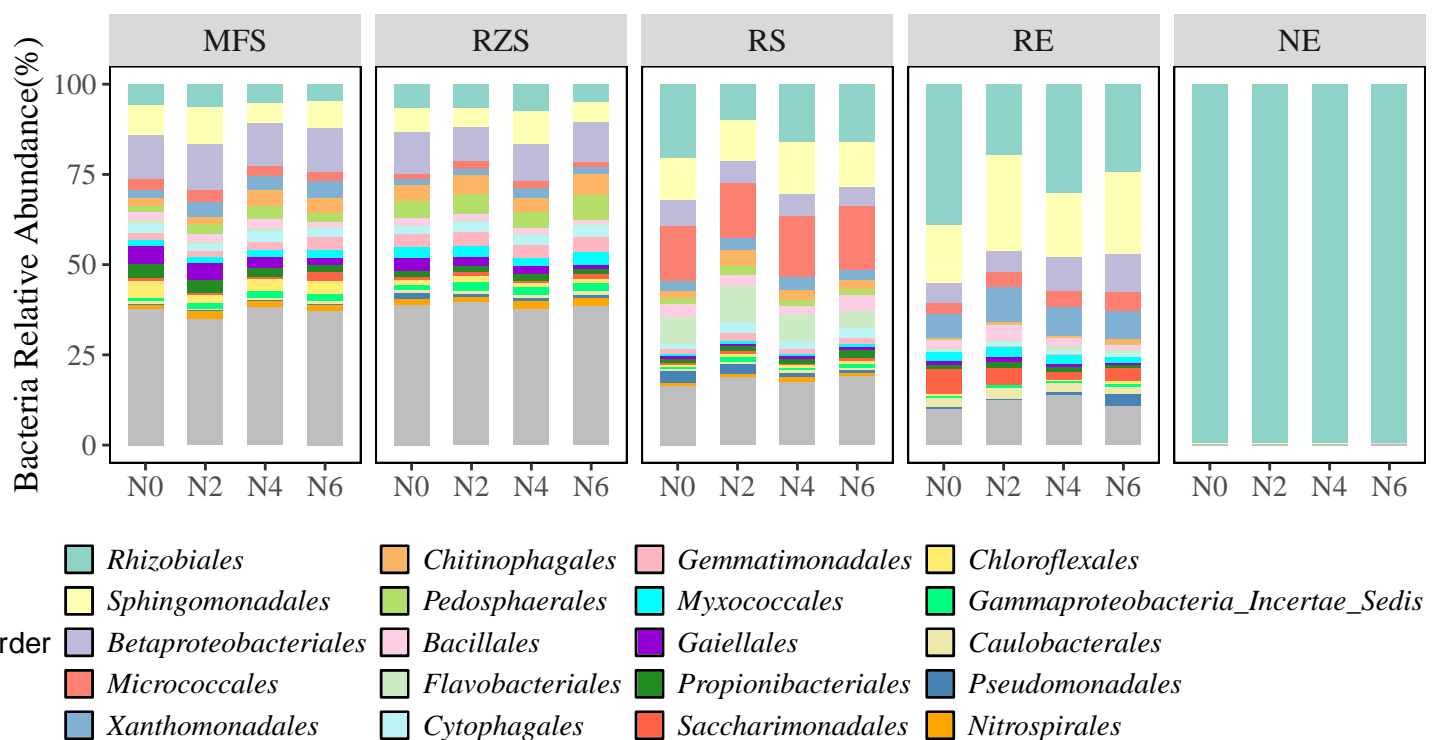 MFS RZS RS RE NE
Bacteria Relative Abundance(%)
100
75
50
25
0
N0 N2 N4 N6 N0 N2 N4 N6 N0 N2 N4 N6 N0 N2 N4 N6 N0 N2 N4 N6
Rhizobiales Chitinophagales Gemmatimonadales Chloroflexales
Sphingomonadales Pedosphaerales Myxococcales Gammaproteobacteria_Incertae_Sedis
rder Betaproteobacteriales Bacillales Gaiellales Caulobacterales
Micrococcales Flavobacteriales Propionibacteriales Pseudomonadales
Xanthomonadales Cytophagales Saccharimonadales Nitrospirales